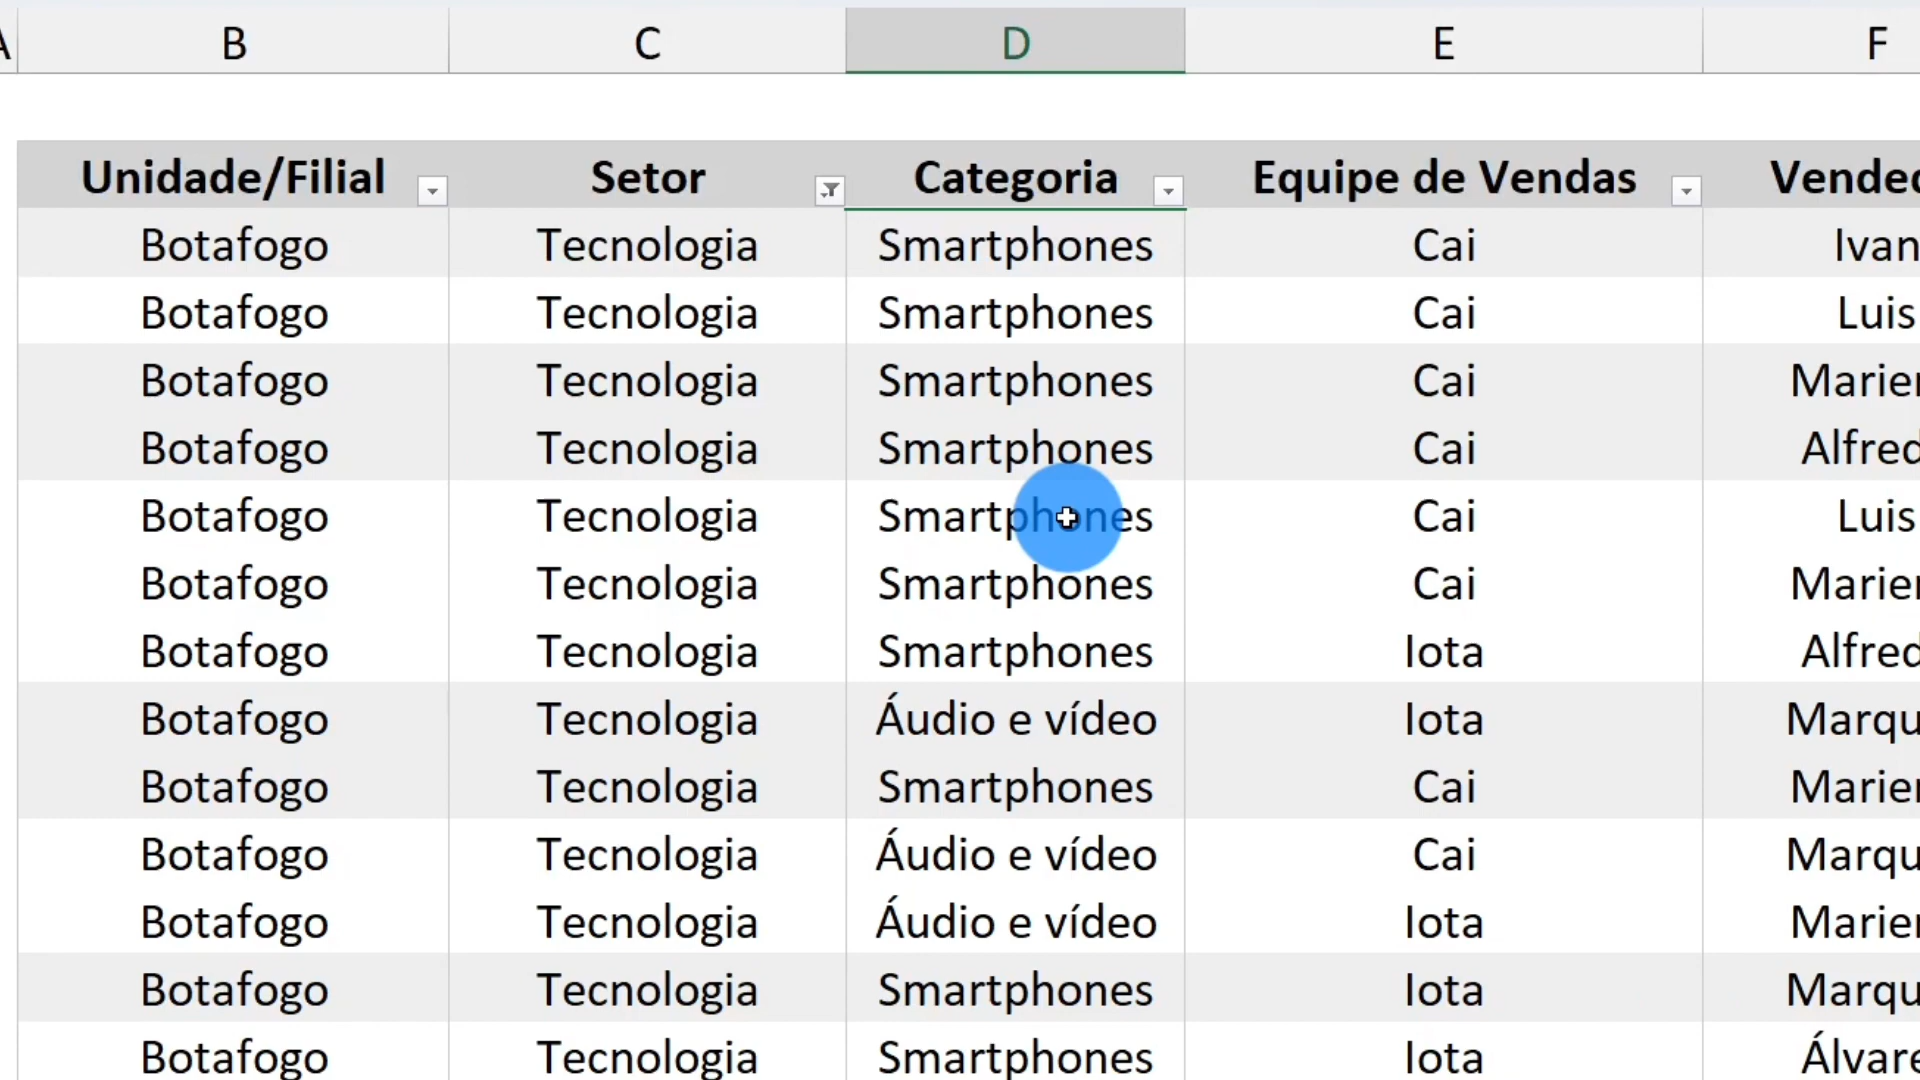 A B C D E F
Unidade/Filial Setor Categoria Equipe de Vendas
Botafogo Tecnologia Smartphones Cai Ivan
Botafogo Tecnologia Smartphones Cai Luis
Botafogo Tecnologia Smartphones Cai
Botafogo Tecnologia Smartphones Cai
Botafogo Tecnologia Smartphones Cai Luis
Botafogo Tecnologia Smartphones Cai
Botafogo Tecnologia Smartphones Iota
Botafogo Tecnologia Áudio e vídeo Iota
Botafogo Tecnologia Smartphones Cai
Botafogo Tecnologia Áudio e vídeo Cai
Botafogo Tecnologia Áudio e vídeo Iota
Botafogo Tecnologia Smartphones Iota
Botafogo Tecnologia Smartphones Iota